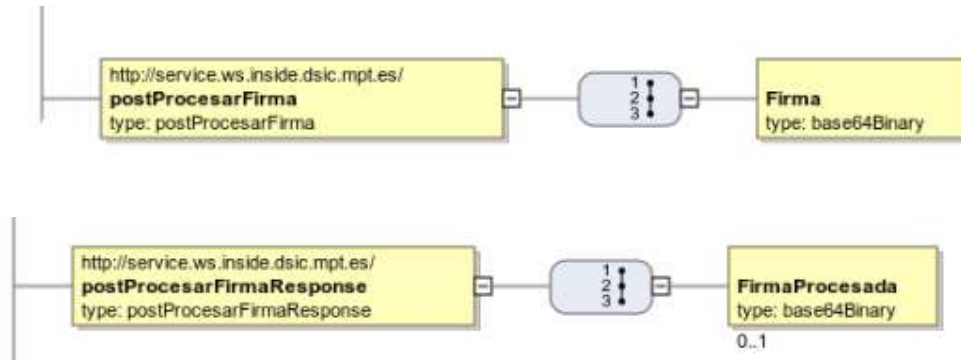 http://service.ws.inside.dsic.mpt.es/
postProcesarFirma
type: postProcesarFirma
1
2
3
Firma
type: base64Binary
http://service.ws.inside.dsic.mpt.es/
postProcesarFirmaResponse
type: postProcesarFirmaResponse
1
2
3
FirmaProcesada
type: base64Binary
0..1